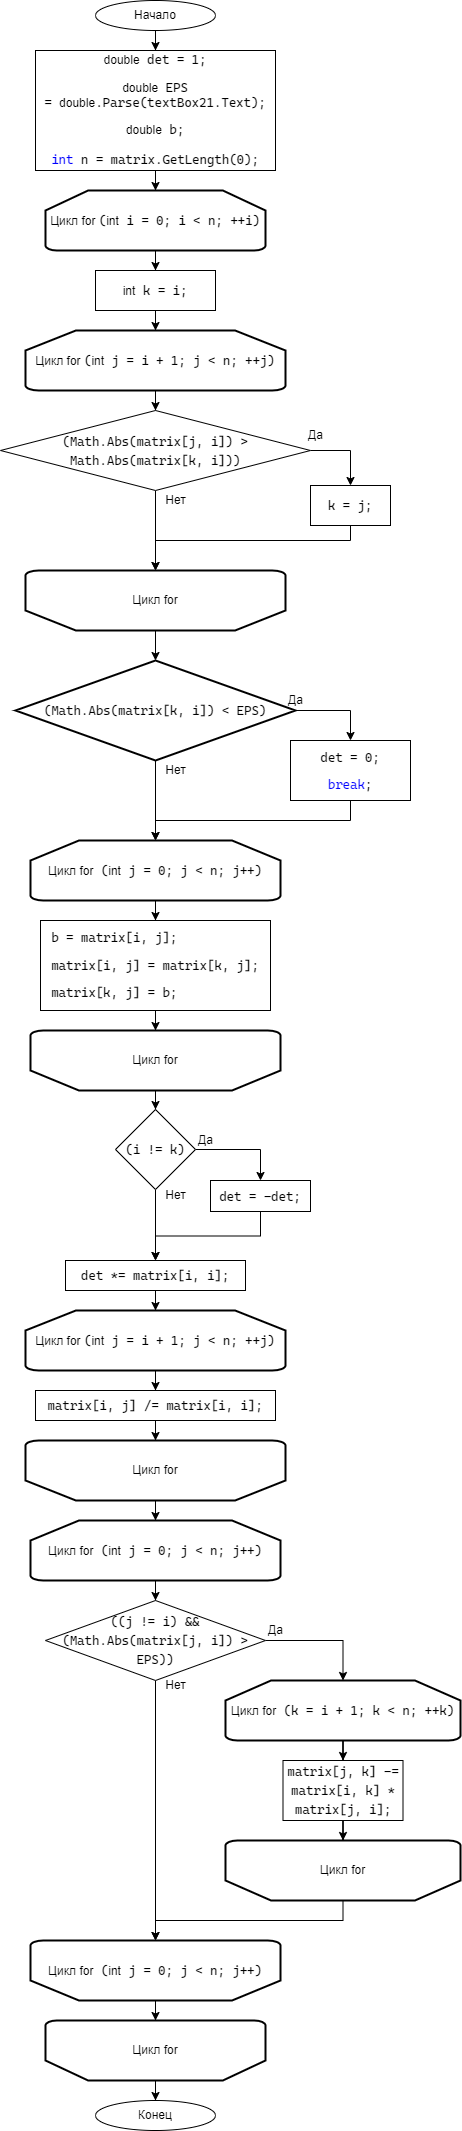 Начало
double det = 1;
double EPS
= double.Parse(textBox21.Text);
double b;
int n = matrix.GetLength(0);
Цикл for (int i = 0; i < n; ++i)
int k = i;
Цикл for (int j = i + 1; j < n; ++j)
(Math.Abs(matrix[j, i]) >
Math.Abs(matrix[k, i]))
Да
Нет
k = j;
Цикл for
(Math.Abs(matrix[k, i]) < EPS)
Да
Нет
det = 0;
break;
Цикл for (int j = 0; j < n; j++)
b = matrix[i, j];
matrix[i, j] = matrix[k, j];
matrix[k, j] = b;
Цикл for
(i != k)
Да
Нет
det = -det;
det *= matrix[i, i];
Цикл for (int j = i + 1; j < n; ++j)
matrix[i, j] /= matrix[i, i];
Цикл for
Цикл for (int j = 0; j < n; j++)
((j != i) &&
(Math.Abs(matrix[j, i]) >
EPS))
Да
Нет
Цикл for (k = i + 1; k < n; ++k)
matrix[j, k] -=
matrix[i, k] *
matrix[j, i];
Цикл for
Цикл for (int j = 0; j < n; j++)
Цикл for
Конец